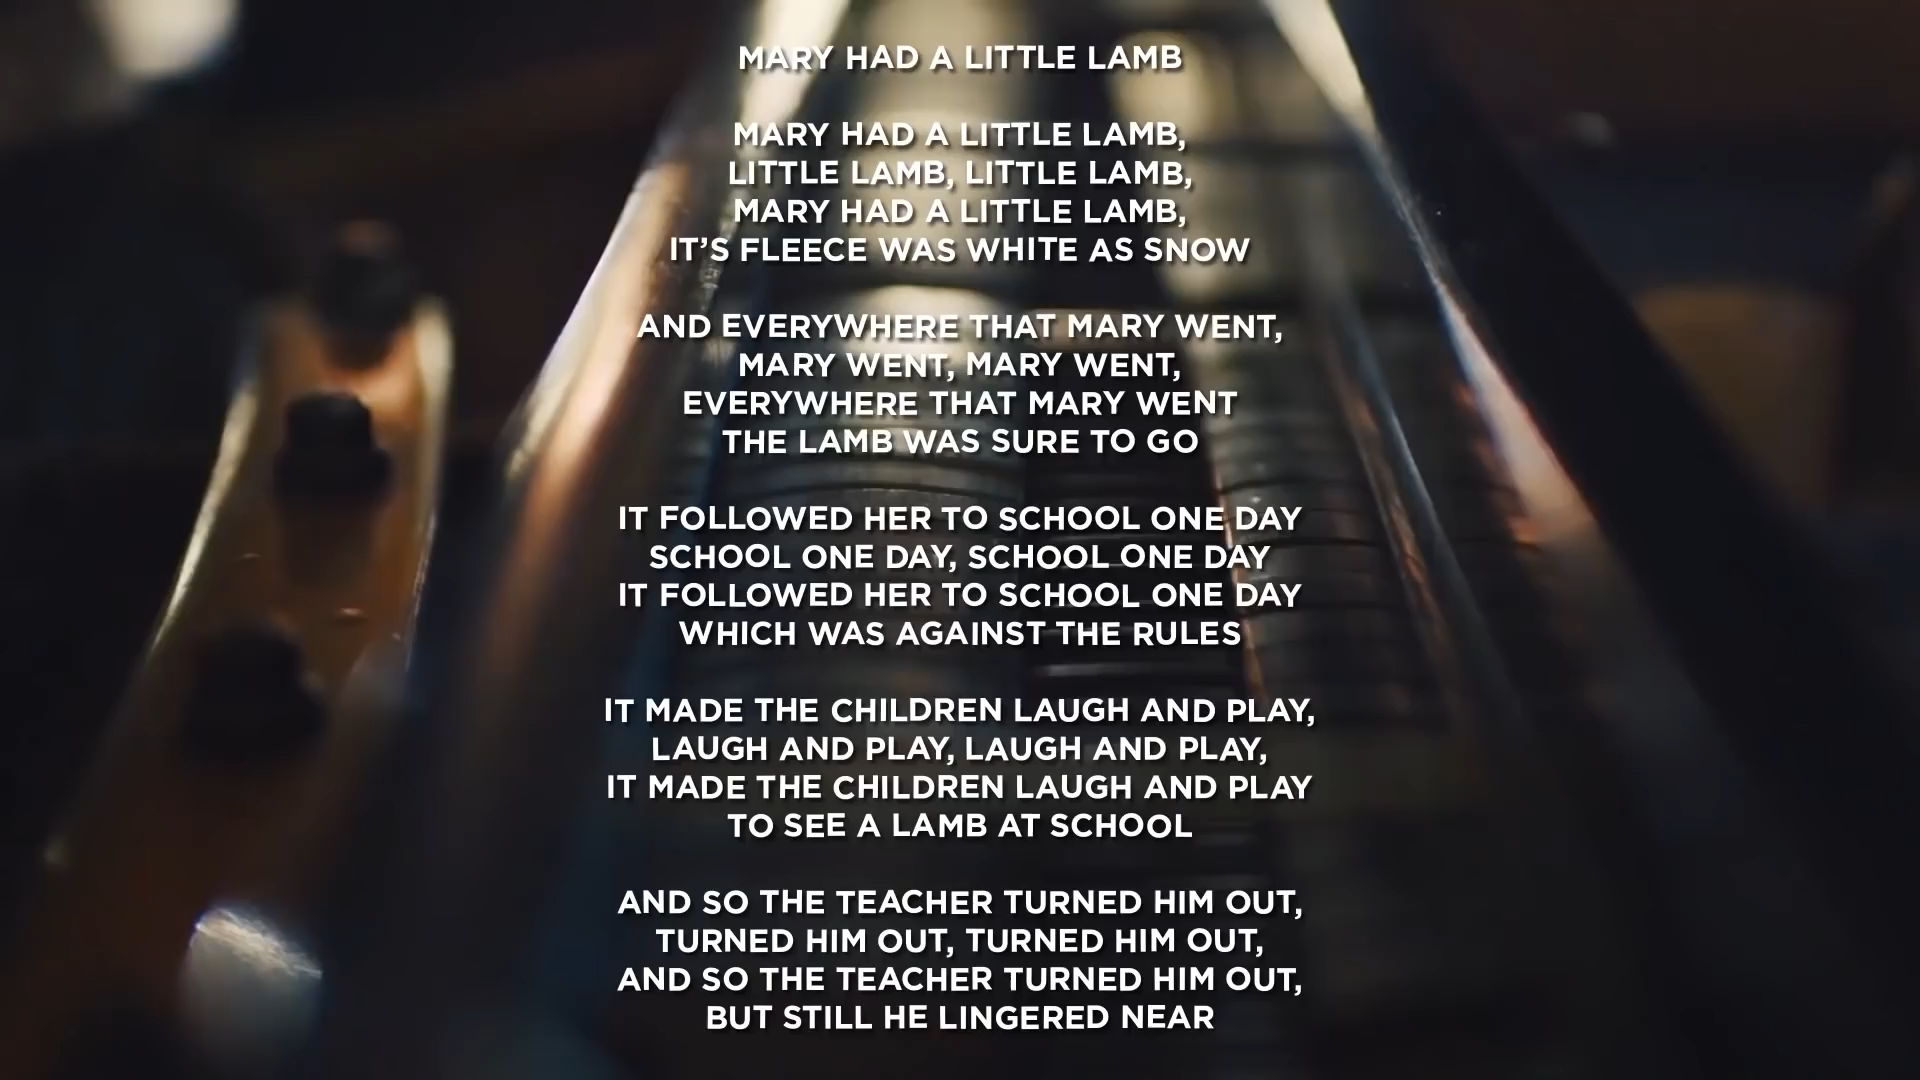 MARY HAD A LITTLE LAMB
MARY HAD A LITTLE LAMB,
LITTLE LAMB, LITTLE LAMB,
MARY HAD A LITTLE LAMB,
IT'S FLEECE WAS WHITE AS SNOW
AND EVERYWHERE THAT MARY WENT,
MARY WENT, MARY WENT,
EVERYWHERE THAT MARY WENT
THE LAMB WAS SURE TO GO
IT FOLLOWED HER TO SCHOOL ONE DAY
SCHOOL ONE DAY, SCHOOL ONE DAY
IT FOLLOWED HER TO SCHOOL ONE DAY
WHICH WAS AGAINST THE RULES
IT MADE THE CHILDREN LAUGH AND PLAY,
LAUGH AND PLAY, LAUGH AND PLAY,
IT MADE THE CHILDREN LAUGH AND PLAY
TO SEE A LAMB AT SCHOOL
AND SO THE TEACHER TURNED HIM OUT,
TURNED HIM OUT, TURNED HIM OUT,
AND SO THE TEACHER TURNED HIM OUT,
BUT STILL HE LINGERED NEAR